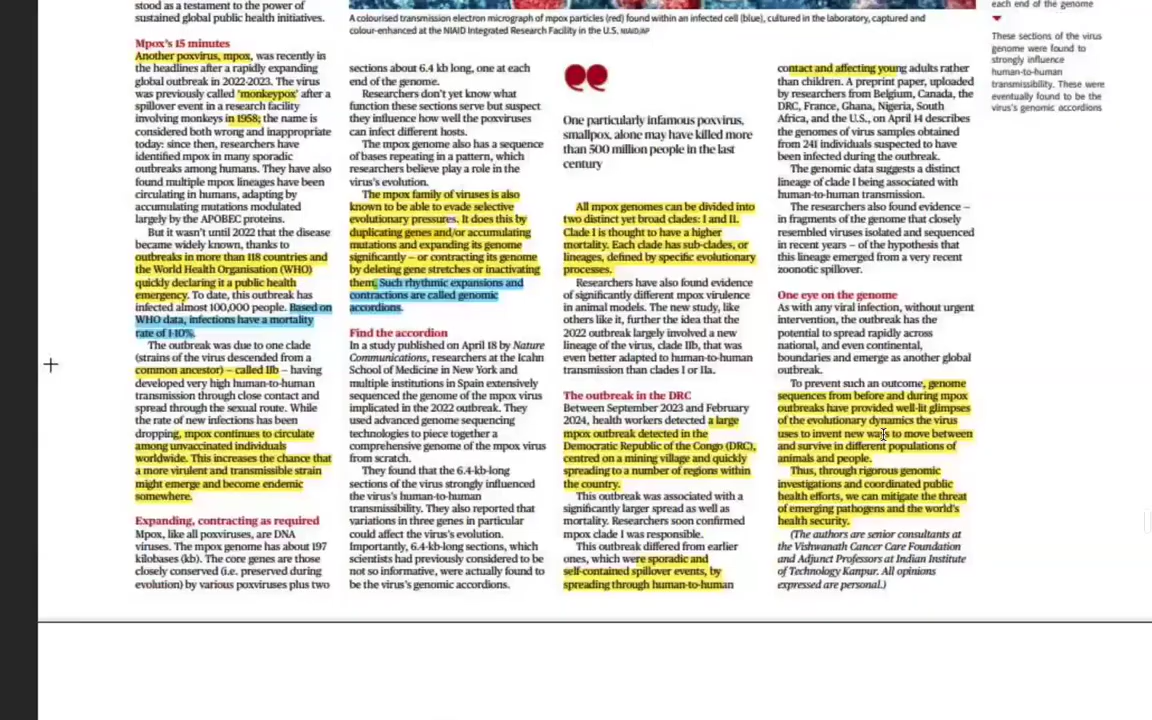 stood as a testament to the power of
sustained global public health initiatives.
Mpox's 15 minutes
Another poxvirus, mpox, was recently in
the headlines after a rapidly expanding
global outbreak in 2022-2023. The virus
was previously called 'monkeypox' after a
spillover event in a research facility
involving monkeys in 1958; the name is
considered both wrong and inappropriate
today: since then, researchers have
identified mpox in many sporadic
outbreaks among humans. They have also
found multiple mpox lineages have been
circulating in humans, adapting by
accumulating mutations modulated
largely by the APOBEC proteins.
But it wasn't until 2022 that the disease
became widely known, thanks to
outbreaks in more than 118 countries and
the World Health Organisation (WHO)
quickly declaring it a public health
emergency. To date, this outbreak has
infected almost 100,000 people. Based on
WHO data, infections have a mortality
rate of 1-10%.
The outbreak was due to one clade
(strains of the virus descended from a
common ancestor) – called IIb – having
developed very high human-to-human
transmission through close contact and
spread through the sexual route. While
the rate of new infections has been
dropping, mpox continues to circulate
among unvaccinated individuals
worldwide. This increases the chance that
a more virulent and transmissible strain
might emerge and become endemic
somewhere.
Expanding, contracting as required
Mpox, like all poxviruses, are DNA
viruses. The mpox genome has about 197
kilobases (kb). The core genes are those
closely conserved (i.e. preserved during
evolution) by various poxviruses plus two
A colourised transmission electron micrograph of mpox particles (red) found within an infected cell (blue), cultured in the laboratory, captured and
colour-enhanced at the NIAID Integrated Research Facility in the U.S. NIAID/AP
sections about 6.4 kb long, one at each
end of the genome.
Researchers don't yet know what
function these sections serve but suspect
they influence how well the poxviruses
can infect different hosts.
The mpox genome also has a sequence
of bases repeating in a pattern, which
researchers believe play a role in the
virus's evolution.
The mpox family of viruses is also
known to be able to evade selective
evolutionary pressures. It does this by
duplicating genes and/or accumulating
mutations and expanding its genome
significantly – or contracting its genome
by deleting gene stretches or inactivating
them. Such rhythmic expansions and
contractions are called genomic
accordions.
Find the accordion
In a study published on April 18 by Nature
Communications, researchers at the Icahn
School of Medicine in New York and
multiple institutions in Spain extensively
sequenced the genome of the mpox virus
implicated in the 2022 outbreak. They
used advanced genome sequencing
technologies to piece together a
comprehensive genome of the mpox virus
from scratch.
They found that the 6.4-kb-long
sections of the virus strongly influenced
the virus's human-to-human
transmissibility. They also reported that
variations in three genes in particular
could affect the virus's evolution.
Importantly, 6.4-kb-long sections, which
scientists had previously considered to be
not so informative, were actually found to
be the virus's genomic accordions.
One particularly infamous poxvirus,
smallpox, alone may have killed more
than 500 million people in the last
century
All mpox genomes can be divided into
two distinct yet broad clades: I and II.
Clade I is thought to have a higher
mortality. Each clade has sub-clades, or
lineages, defined by specific evolutionary
processes.
Researchers have also found evidence
of significantly different mpox virulence
in animal models. The new study, like
others like it, further the idea that the
2022 outbreak largely involved a new
lineage of the virus, clade IIb, that was
even better adapted to human-to-human
transmission than clades I or IIa.
The outbreak in the DRC
Between September 2023 and February
2024, health workers detected a large
mpox outbreak detected in the
Democratic Republic of the Congo (DRC),
centred on a mining village and quickly
spreading to a number of regions within
the country.
This outbreak was associated with a
significantly larger spread as well as
mortality. Researchers soon confirmed
mpox clade I was responsible.
This outbreak differed from earlier
ones, which were sporadic and
self-contained spillover events, by
spreading through human-to-human
contact and affecting young adults rather
than children. A preprint paper, uploaded
by researchers from Belgium, Canada, the
DRC, France, Ghana, Nigeria, South
Africa, and the U.S., on April 14 describes
the genomes of virus samples obtained
from 241 individuals suspected to have
been infected during the outbreak.
The genomic data suggests a distinct
lineage of clade I being associated with
human-to-human transmission.
The researchers also found evidence –
in fragments of the genome that closely
resembled viruses isolated and sequenced
in recent years – of the hypothesis that
this lineage emerged from a very recent
zoonotic spillover.
One eye on the genome
As with any viral infection, without urgent
intervention, the outbreak has the
potential to spread rapidly across
national, and even continental,
boundaries and emerge as another global
outbreak.
To prevent such an outcome, genome
sequences from before and during mpox
outbreaks have provided well-lit glimpses
of the evolutionary dynamics the virus
uses to invent new ways to move between
and survive in different populations of
animals and people.
Thus, through rigorous genomic
investigations and coordinated public
health efforts, we can mitigate the threat
of emerging pathogens and the world's
health security.
(The authors are senior consultants at
the Vishwanath Cancer Care Foundation
and Adjunct Professors at Indian Institute
of Technology Kanpur. All opinions
expressed are personal.)
each end of the genome
These sections of the virus
genome were found to
strongly influence
human-to-human
transmissibility. These were
eventually found to be the
virus's genomic accordions